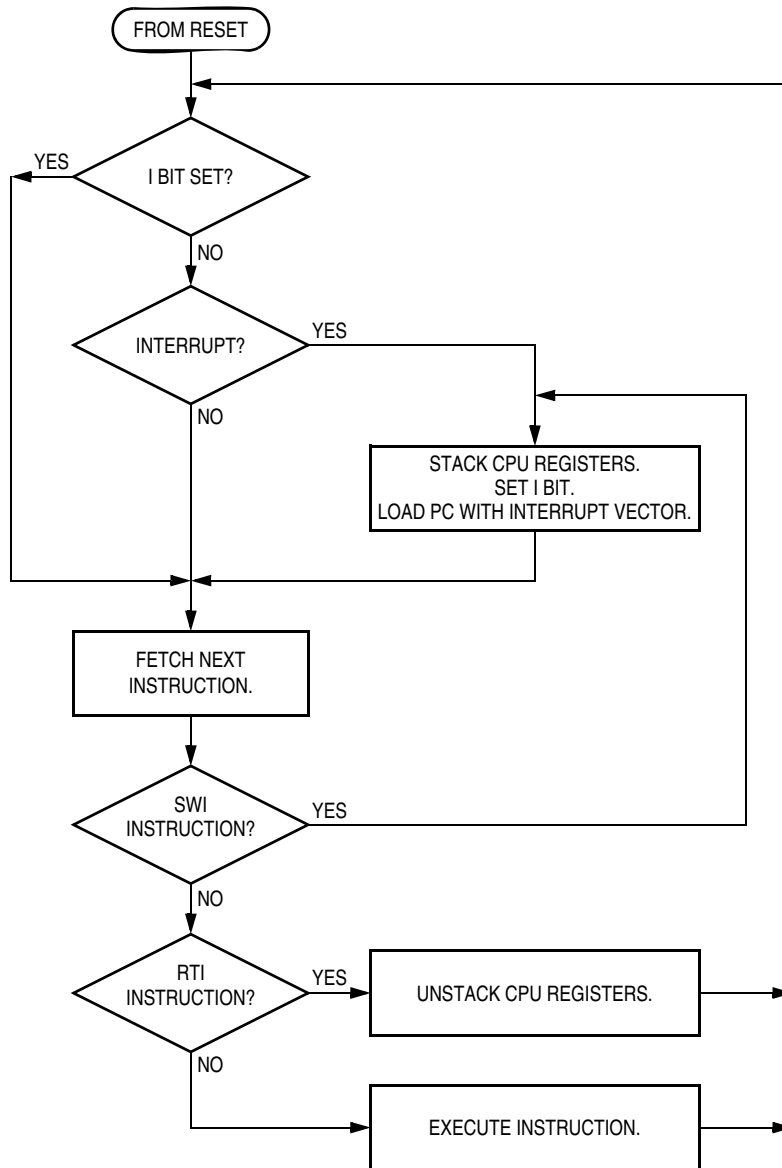 FROM RESET
YES
I BIT SET?
NO
INTERRUPT?
YES
NO
STACK CPU REGISTERS.
SET I BIT.
LOAD PC WITH INTERRUPT VECTOR.
FETCH NEXT
INSTRUCTION.
SWI
INSTRUCTION?
YES
NO
RTI
INSTRUCTION?
YES
UNSTACK CPU REGISTERS.
NO
EXECUTE INSTRUCTION.